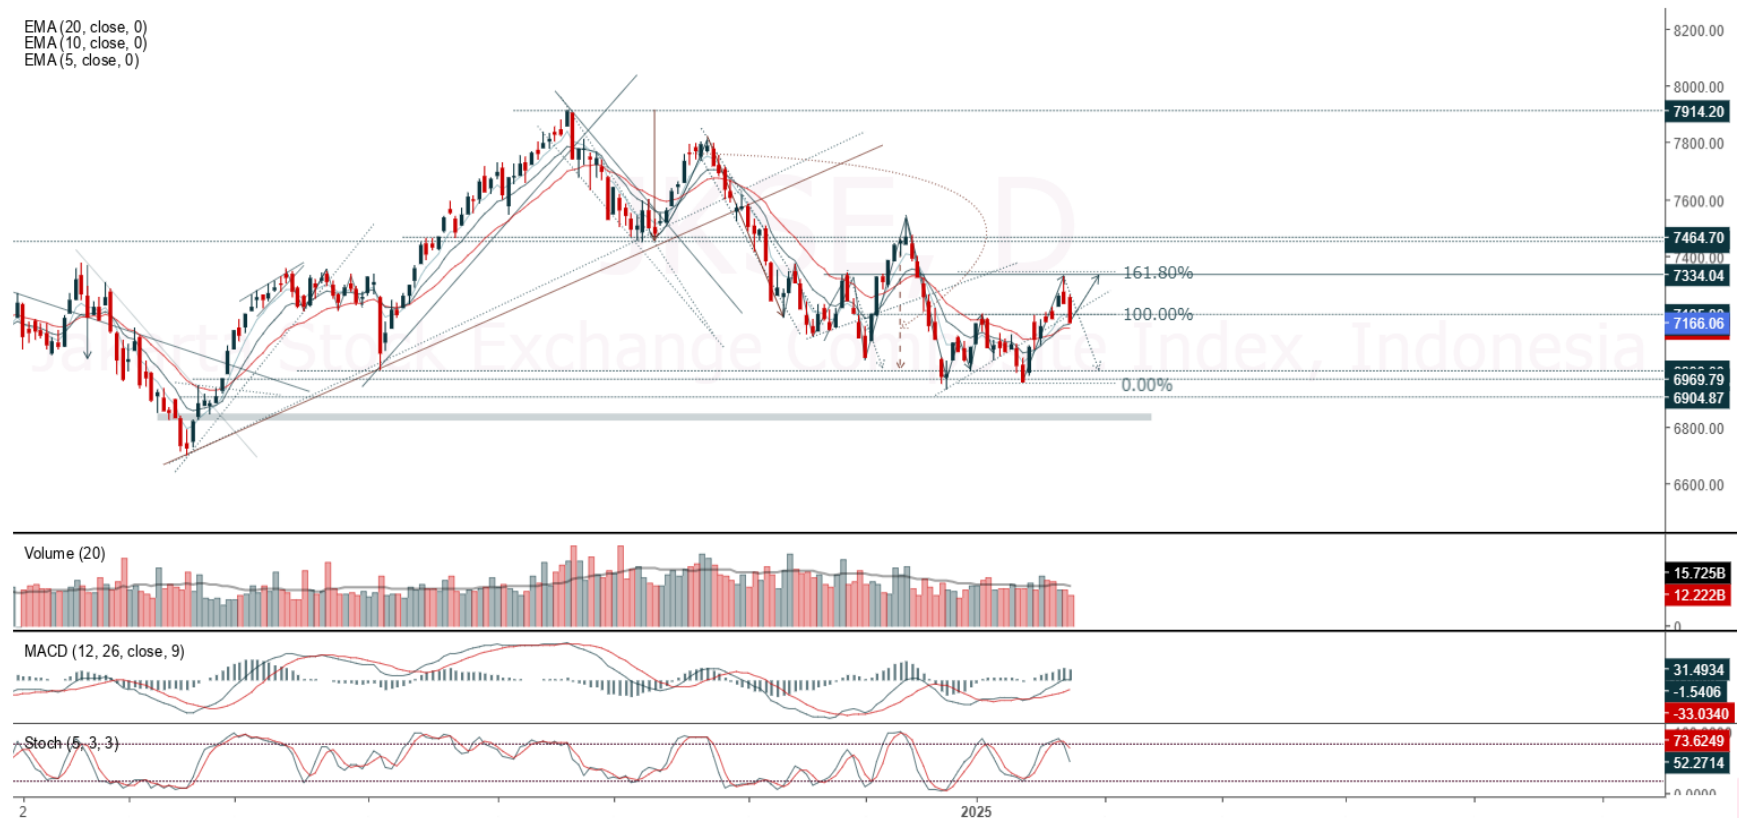 EMA (20, close, 0)
EMA (10, close, 0)
EMA (5, close, 0)
JKSE, D
Jakarta Stock Exchange Composite Index, Indonesia
8200.00
8000.00
7914.20
7800.00
7600.00
7464.70
7400.00
161.80%
7334.04
100.00%
7166.06
6969.79
0.00%
6904.87
6800.00
6600.00
Volume (20)
15.725B
12.222B
0
MACD (12, 26, close, 9)
31.4934
-1.5406
-33.0340
Stoch (5, 3, 3)
73.6249
52.2714
0.0000
2
2025